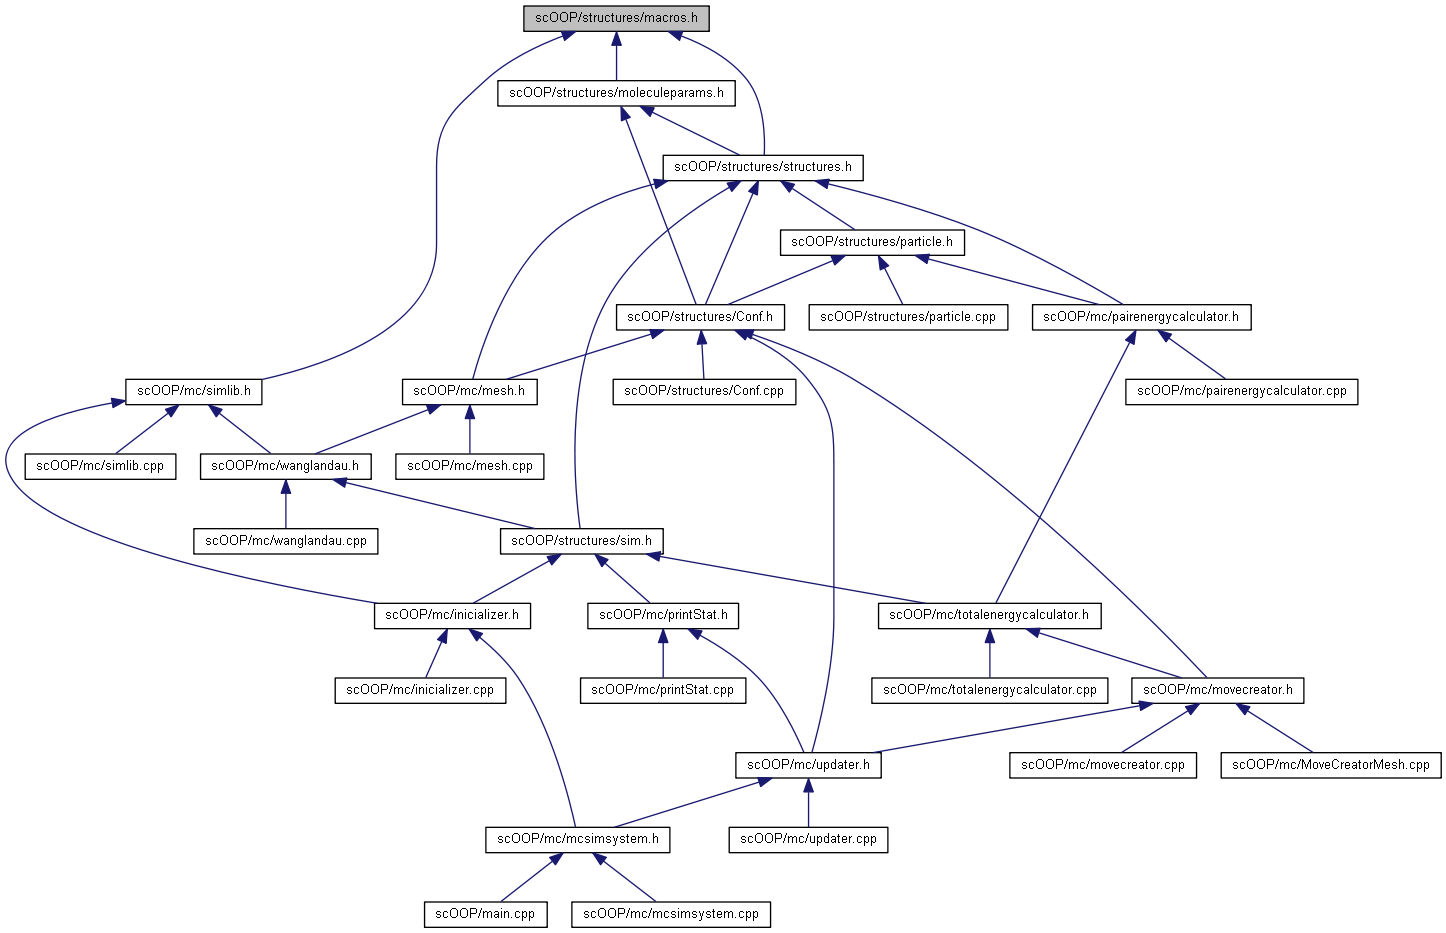 scOOP/structures/macros.h
scOOP/structures/moleculeparams.h
scOOP/structures/structures.h
scOOP/structures/particle.h
scOOP/structures/Conf.h
scOOP/structures/particle.cpp
scOOP/mc/pairenergycalculator.h
scOOP/mc/simlib.h
scOOP/mc/mesh.h
scOOP/structures/Conf.cpp
scOOP/mc/pairenergycalculator.cpp
scOOP/mc/simlib.cpp
scOOP/mc/wanglandau.h
scOOP/mc/mesh.cpp
scOOP/mc/wanglandau.cpp
scOOP/structures/sim.h
scOOP/mc/inicializer.h
scOOP/mc/printStat.h
scOOP/mc/totalenergycalculator.h
scOOP/mc/inicializer.cpp
scOOP/mc/printStat.cpp
scOOP/mc/totalenergycalculator.cpp
scOOP/mc/movecreator.h
scOOP/mc/updater.h
scOOP/mc/movecreator.cpp
scOOP/mc/MoveCreatorMesh.cpp
scOOP/mc/mcsimsystem.h
scOOP/mc/updater.cpp
scOOP/main.cpp
scOOP/mc/mcsimsystem.cpp